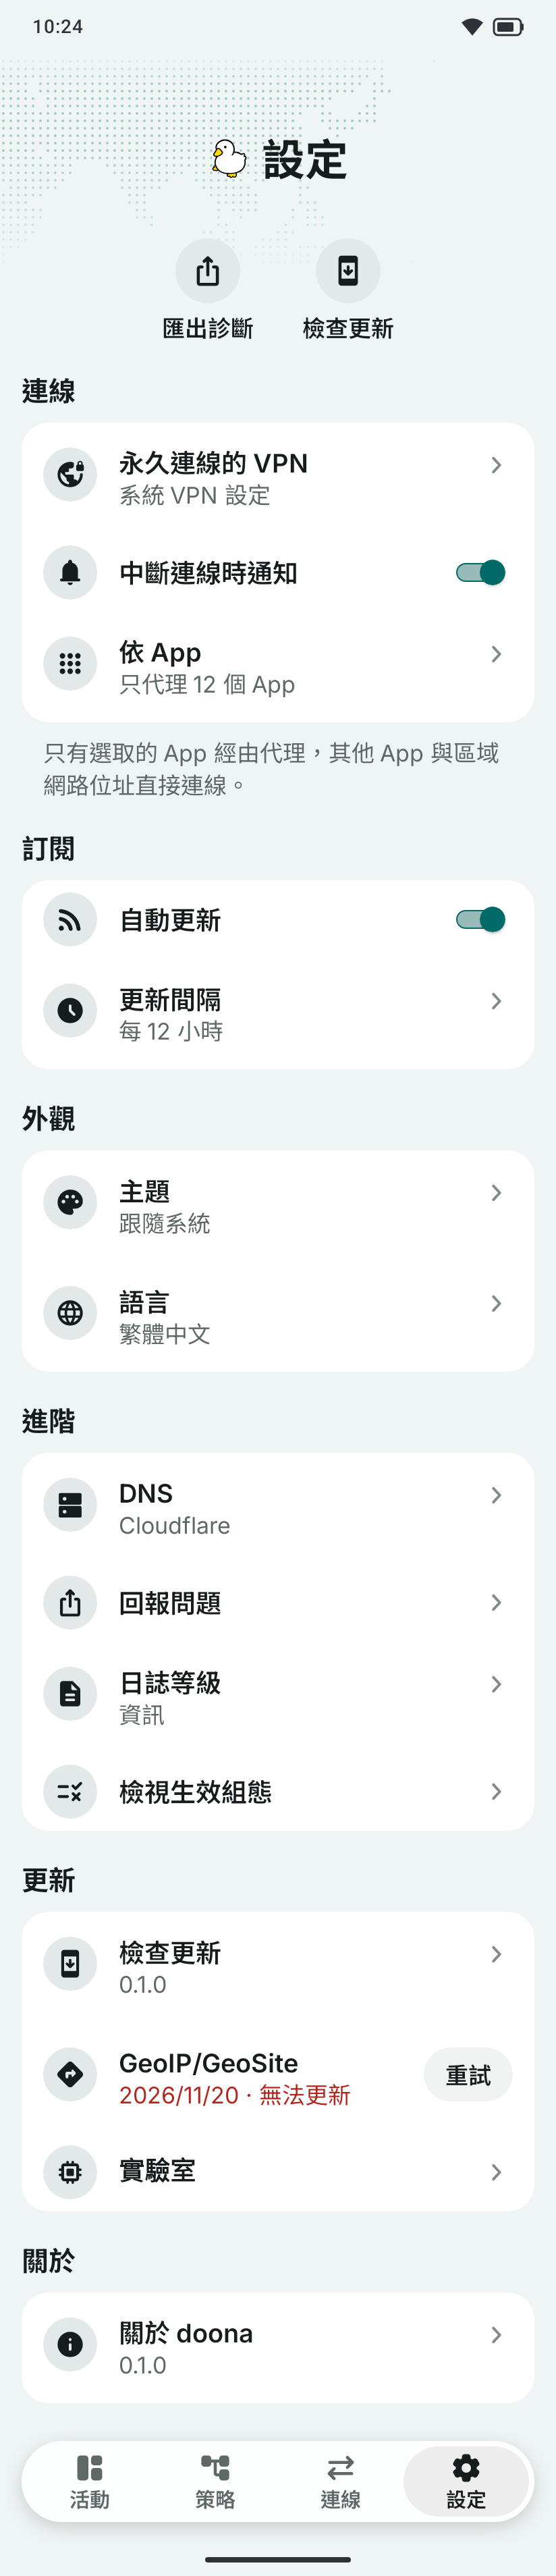 10:24
設定
匯出診斷
檢查更新
連線
永久連線的 VPN
系統 VPN 設定
中斷連線時通知
依 App
只代理 12 個 App
只有選取的 App 經由代理，其他 App 與區域
網路位址直接連線。
訂閱
自動更新
更新間隔
每 12 小時
外觀
主題
跟隨系統
語言
繁體中文
進階
DNS
Cloudflare
回報問題
日誌等級
資訊
檢視生效組態
更新
檢查更新
0.1.0
GeoIP/GeoSite
2026/11/20 · 無法更新
重試
實驗室
關於
關於 doona
0.1.0
活動
策略
連線
設定